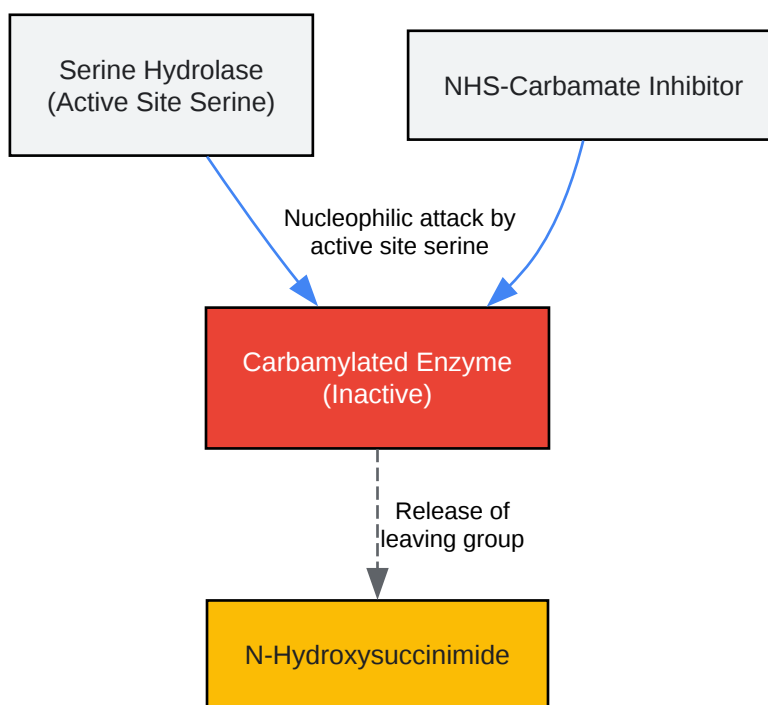 Serine Hydrolase
(Active Site Serine)
NHS-Carbamate Inhibitor
Nucleophilic attack by
active site serine
Carbamylated Enzyme
(Inactive)
Release of
leaving group
N-Hydroxysuccinimide